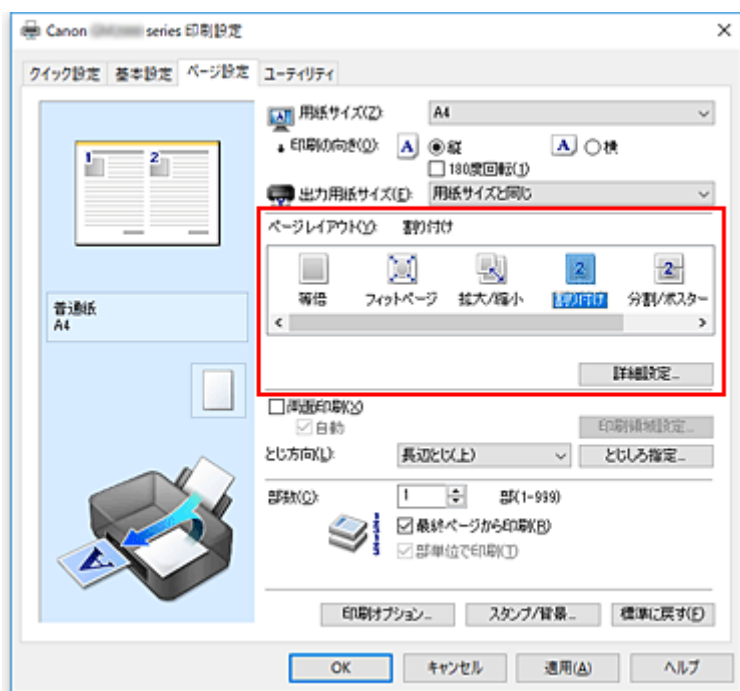 Canon series 印刷設定
クイック設定 基本設定 ページ設定 ユーティリティ
1 2
普通紙
A4
用紙サイズ(Z): A4
印刷の向き(O): A 縦 A 横
180度回転(1)
出力用紙サイズ(E): 用紙サイズと同じ
ページレイアウト(Y): 割り付け
2 2
等倍 フィットページ 拡大/縮小 割り付け 分割/ポスター
詳細設定...
両面印刷(X)
自動 印刷領域設定...
とじ方向(L): 長辺とじ(上) とじしろ指定...
部数(C): 1 部(1-999)
最終ページから印刷(R)
部単位で印刷(T)
印刷オプション... スタンプ/背景... 標準に戻す(F)
OK キャンセル 適用(A) ヘルプ